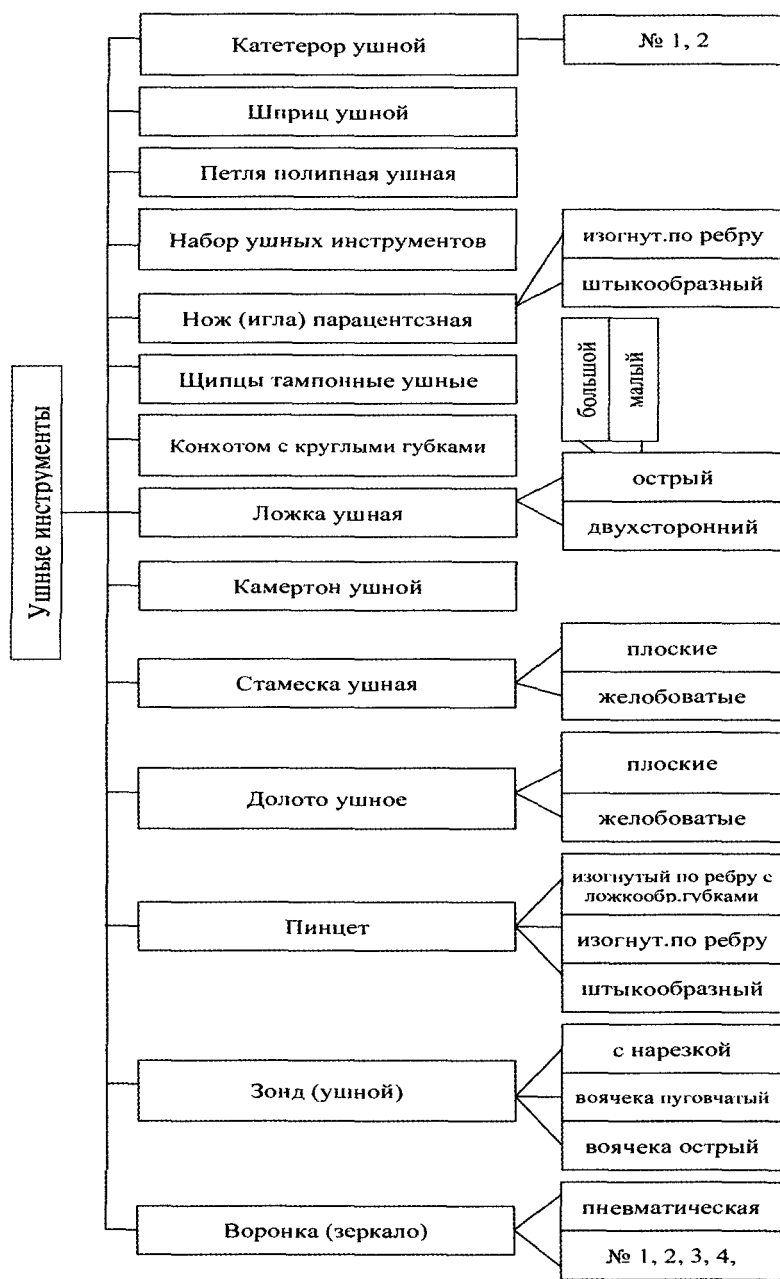 Ушные инструменты
Катетерор ушной
№ 1, 2
Шприц ушной
Петля полипная ушная
Набор ушных инструментов
Нож (игла) парацентезная
изогнут.по ребру
штыкообразный
Щипцы тампонные ушные
Конхотом с круглыми губками
Ложка ушная
большой
малый
острый
двухсторонний
Камертон ушной
Стамеска ушная
плоские
желобоватые
Долото ушное
плоские
желобоватые
Пинцет
изогнутый по ребру с
ложкообр.губками
изогнут.по ребру
штыкообразный
Зонд (ушной)
с нарезкой
воячека пуговчатый
воячека острый
Воронка (зеркало)
пневматическая
№ 1, 2, 3, 4,